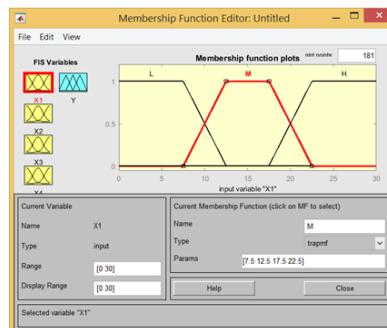 Membership Function Editor: Untitled
File Edit View
FIS Variables
Membership function plots
181
X1
Y
X2
X3
X4
L M H
1
0.5
0
0 5 10 15 20 25 30
input variable "X1"
Current Variable
Name X1
Type input
Range [0 30]
Display Range [0 30]
Current Membership Function (click on MF to select)
Name M
Type trapmf
Params [7.5 12.5 17.5 22.5]
Help Close
Selected variable "X1"